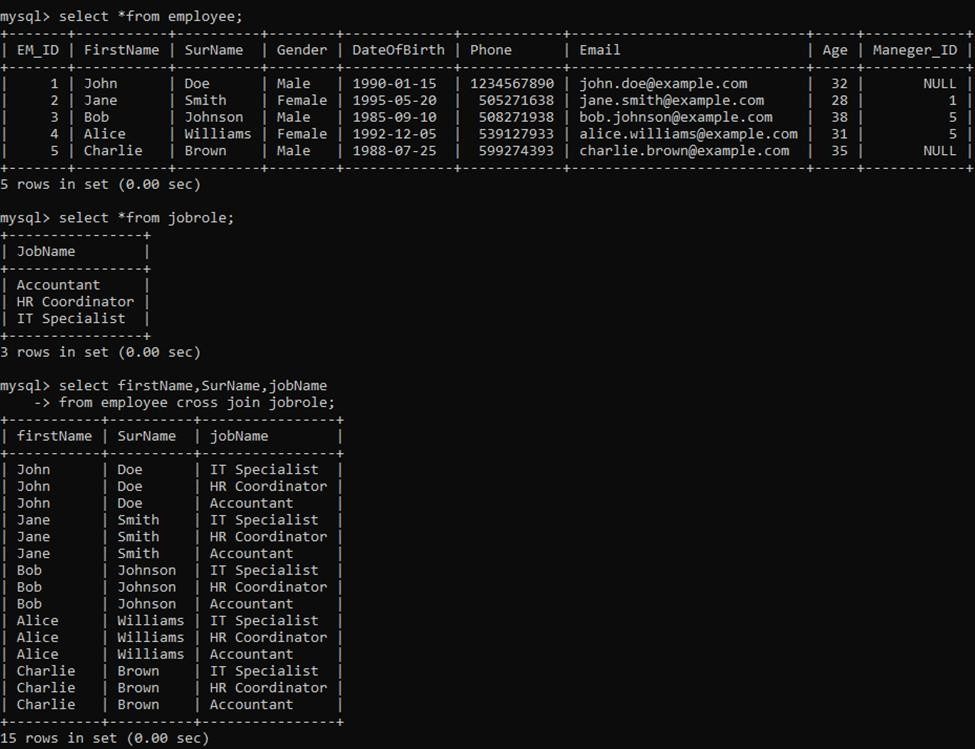 mysql> select *from employee;
+-------+-----------+----------+--------+-------------+------------+----------------------------+-----+------------+
| EM_ID | FirstName | SurName  | Gender | DateOfBirth | Phone      | Email                      | Age | Maneger_ID |
+-------+-----------+----------+--------+-------------+------------+----------------------------+-----+------------+
|     1 | John      | Doe      | Male   | 1990-01-15  | 1234567890 | john.doe@example.com       |  32 |       NULL |
|     2 | Jane      | Smith    | Female | 1995-05-20  |  505271638 | jane.smith@example.com     |  28 |          1 |
|     3 | Bob       | Johnson  | Male   | 1985-09-10  |  508271938 | bob.johnson@example.com    |  38 |          5 |
|     4 | Alice     | Williams | Female | 1992-12-05  |  539127933 | alice.williams@example.com |  31 |          5 |
|     5 | Charlie   | Brown    | Male   | 1988-07-25  |  599274393 | charlie.brown@example.com  |  35 |       NULL |
+-------+-----------+----------+--------+-------------+------------+----------------------------+-----+------------+
5 rows in set (0.00 sec)
mysql> select *from jobrole;
+----------------+
| JobName        |
+----------------+
| Accountant     |
| HR Coordinator |
| IT Specialist  |
+----------------+
3 rows in set (0.00 sec)
mysql> select firstName,SurName,jobName
    -> from employee cross join jobrole;
+-----------+----------+----------------+
| firstName | SurName  | jobName        |
+-----------+----------+----------------+
| John      | Doe      | IT Specialist  |
| John      | Doe      | HR Coordinator |
| John      | Doe      | Accountant     |
| Jane      | Smith    | IT Specialist  |
| Jane      | Smith    | HR Coordinator |
| Jane      | Smith    | Accountant     |
| Bob       | Johnson  | IT Specialist  |
| Bob       | Johnson  | HR Coordinator |
| Bob       | Johnson  | Accountant     |
| Alice     | Williams | IT Specialist  |
| Alice     | Williams | HR Coordinator |
| Alice     | Williams | Accountant     |
| Charlie   | Brown    | IT Specialist  |
| Charlie   | Brown    | HR Coordinator |
| Charlie   | Brown    | Accountant     |
+-----------+----------+----------------+
15 rows in set (0.00 sec)